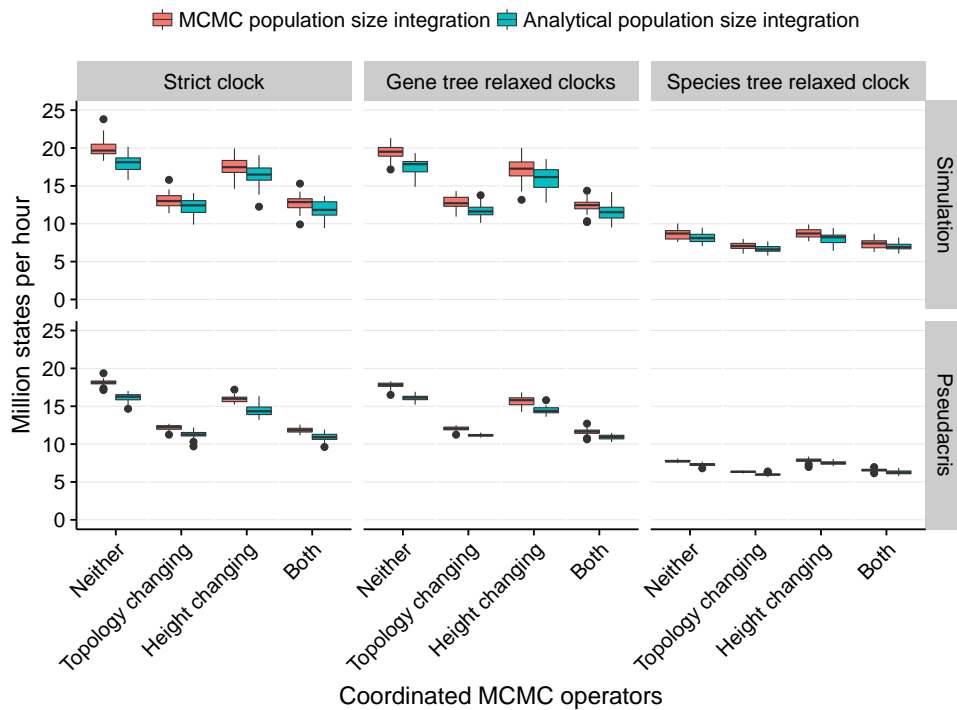 MCMC population size integration Analytical population size integration
Strict clock Gene tree relaxed clocks Species tree relaxed clock
Million states per hour
25
20
15
10
5
0
Simulation
25
20
15
10
5
0
Pseudacris
Neither Topology changing Height changing Both Neither Topology changing Height changing Both Neither Topology changing Height changing Both
Coordinated MCMC operators